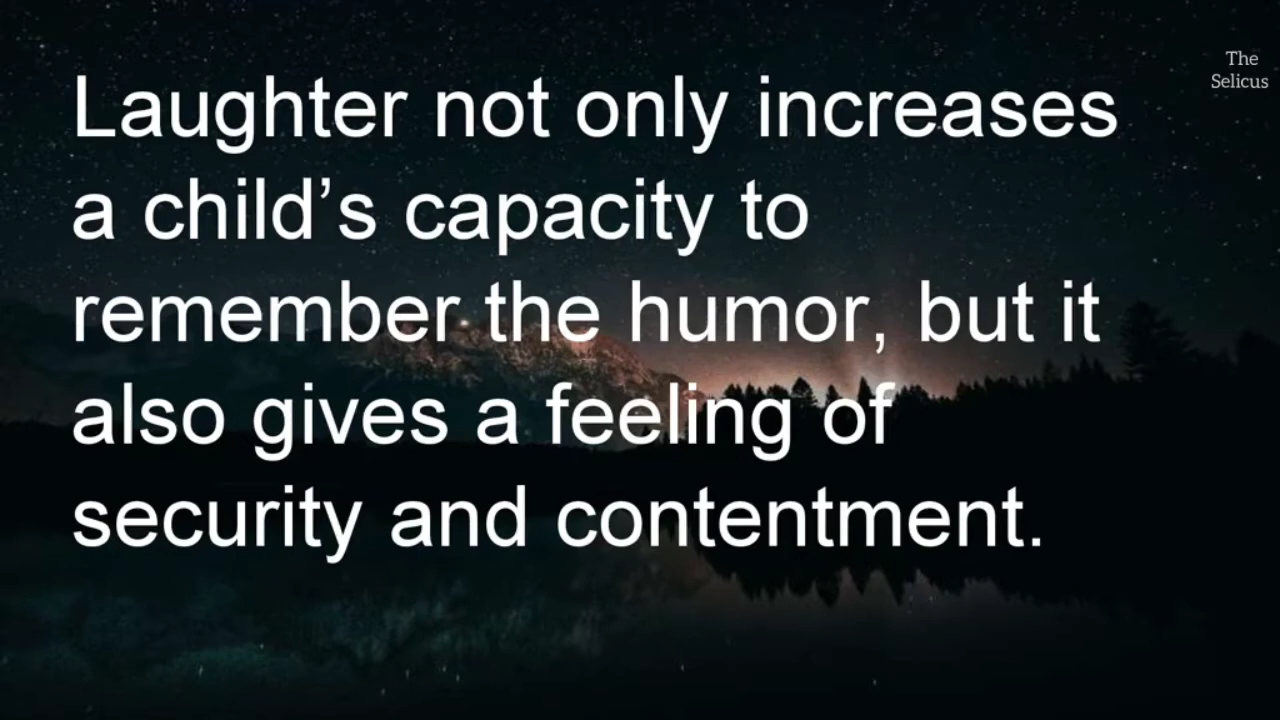 Laughter not only increases
a child’s capacity to
remember the humor, but it
also gives a feeling of
security and contentment.
The
Selicus